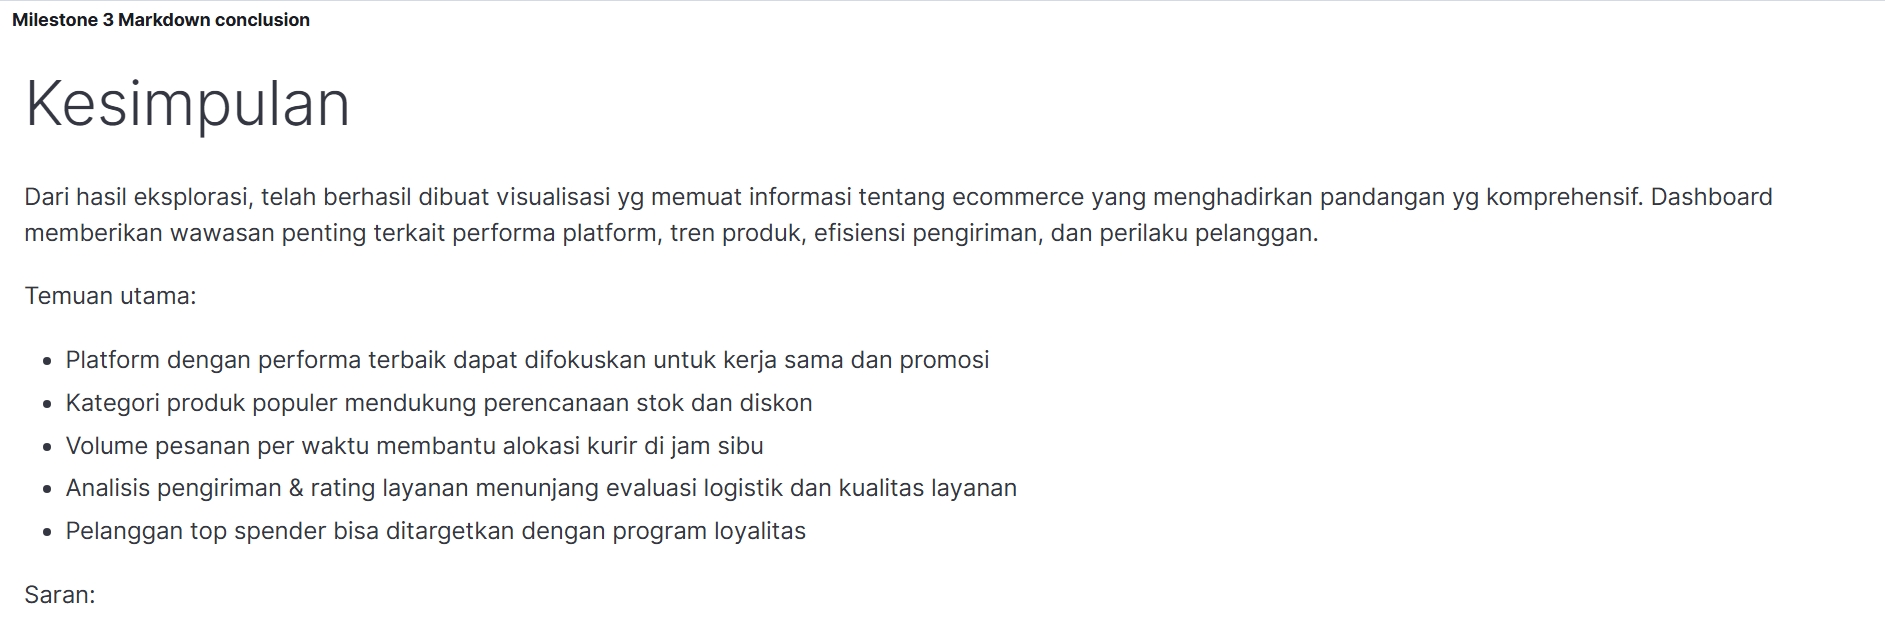 Milestone 3 Markdown conclusion
Kesimpulan
Dari hasil eksplorasi, telah berhasil dibuat visualisasi yg memuat informasi tentang ecommerce yang menghadirkan pandangan yg komprehensif. Dashboard
memberikan wawasan penting terkait performa platform, tren produk, efisiensi pengiriman, dan perilaku pelanggan.
Temuan utama:
• Platform dengan performa terbaik dapat difokuskan untuk kerja sama dan promosi
• Kategori produk populer mendukung perencanaan stok dan diskon
• Volume pesanan per waktu membantu alokasi kurir di jam sibu
• Analisis pengiriman & rating layanan menunjang evaluasi logistik dan kualitas layanan
• Pelanggan top spender bisa ditargetkan dengan program loyalitas
Saran: